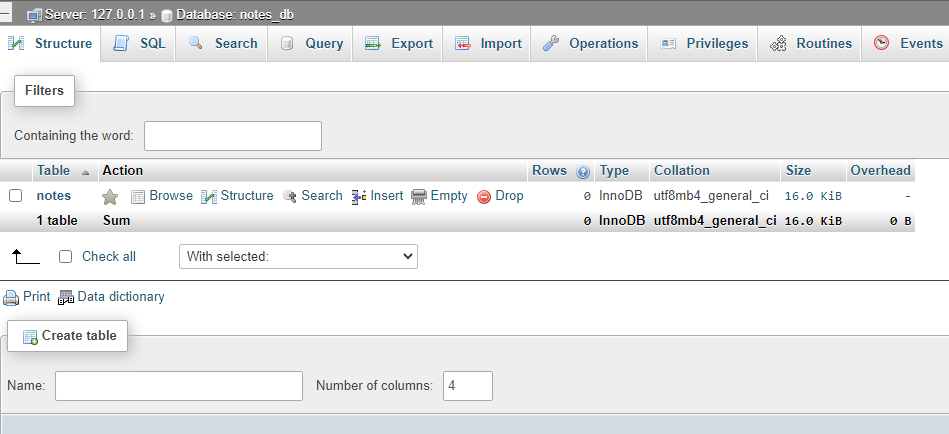 Server: 127.0.0.1 » Database: notes_db
Structure SQL Search Query Export Import Operations Privileges Routines Events
Filters
Containing the word:
Table Action Rows Type Collation Size Overhead
notes Browse Structure Search Insert Empty Drop 0 InnoDB utf8mb4_general_ci 16.0 KiB -
1 table Sum 0 InnoDB utf8mb4_general_ci 16.0 KiB 0 B
Check all With selected:
Print Data dictionary
Create table
Name: Number of columns: 4